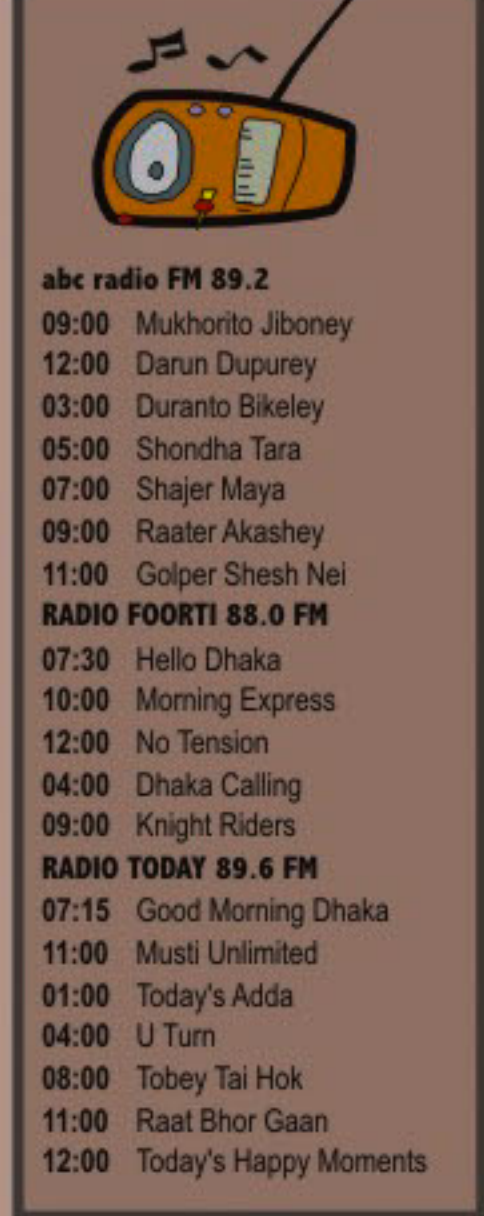 abc radio FM 89.2
09:00 Mukhorito Jiboney
12:00 Darun Dupurey
03:00 Duranto Bikeley
05:00 Shondha Tara
07:00 Shajer Maya
09:00 Raater Akashey
11:00 Golper Shesh Nei
RADIO FOORTI 88.0 FM
07:30 Hello Dhaka
10:00 Morning Express
12:00 No Tension
04:00 Dhaka Calling
09:00 Knight Riders
RADIO TODAY 89.6 FM
07:15 Good Morning Dhaka
11:00 Musti Unlimited
01:00 Today's Adda
04:00 U Turn
08:00 Tobey Tai Hok
11:00 Raat Bhor Gaan
12:00 Today's Happy Moments